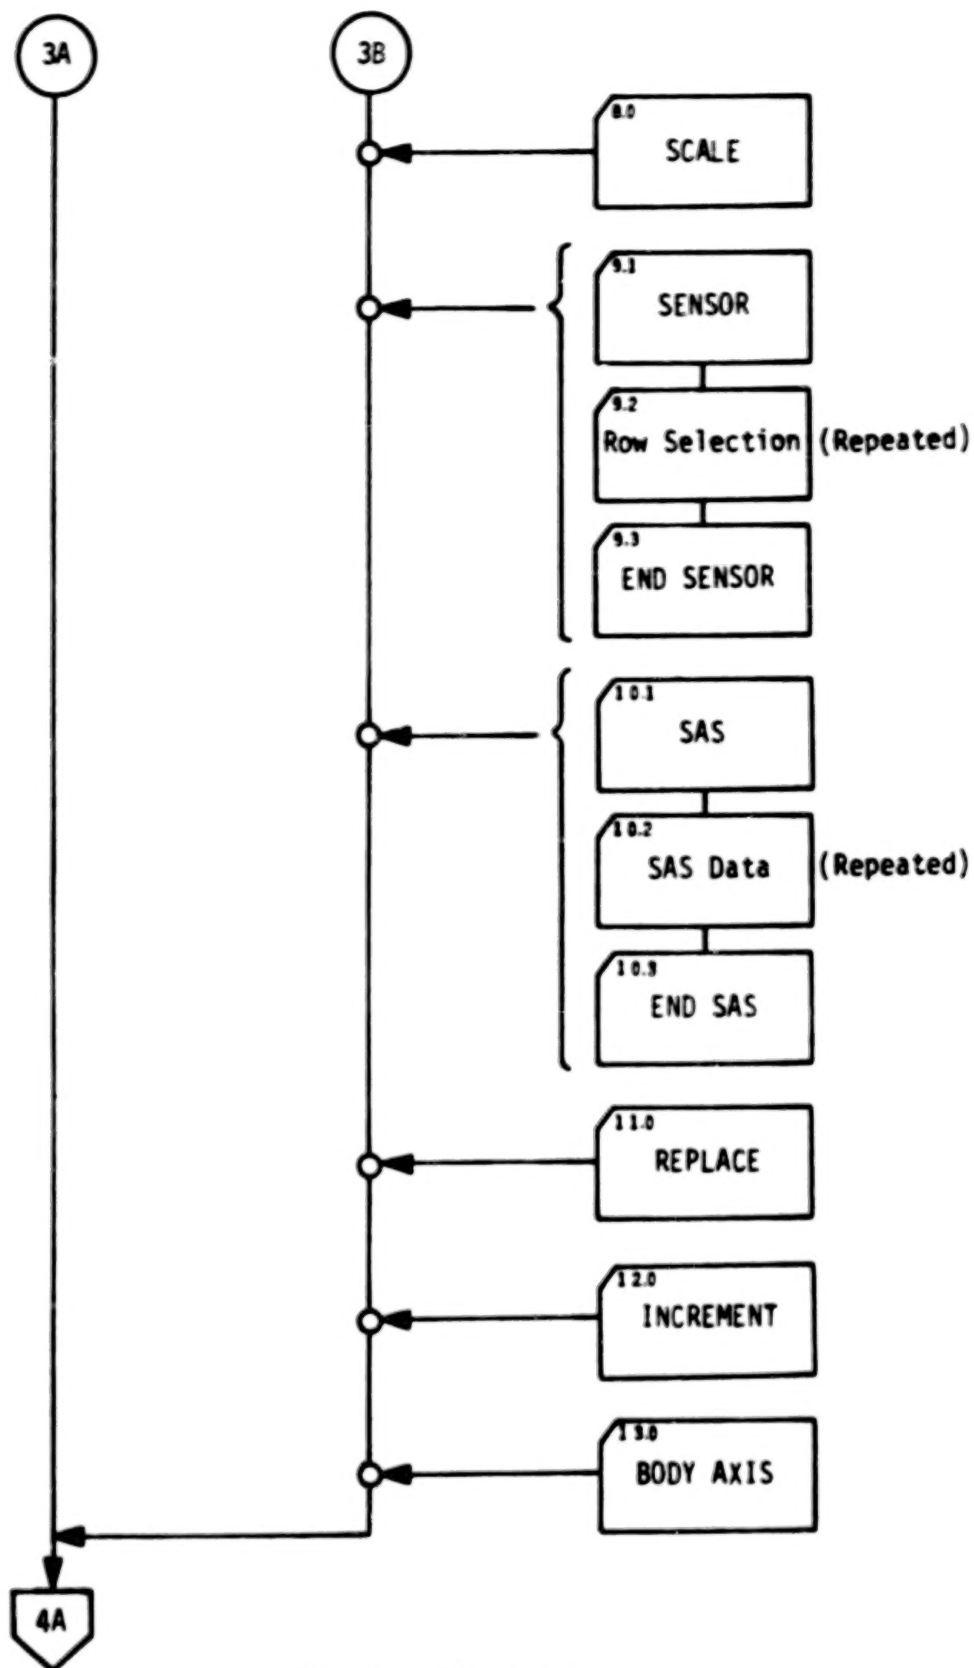 3A
3B
8.0
SCALE
9.1
SENSOR
9.2
Row Selection (Repeated)
9.3
END SENSOR
10.1
SAS
10.2
SAS Data (Repeated)
10.3
END SAS
11.0
REPLACE
12.0
INCREMENT
13.0
BODY AXIS
4A